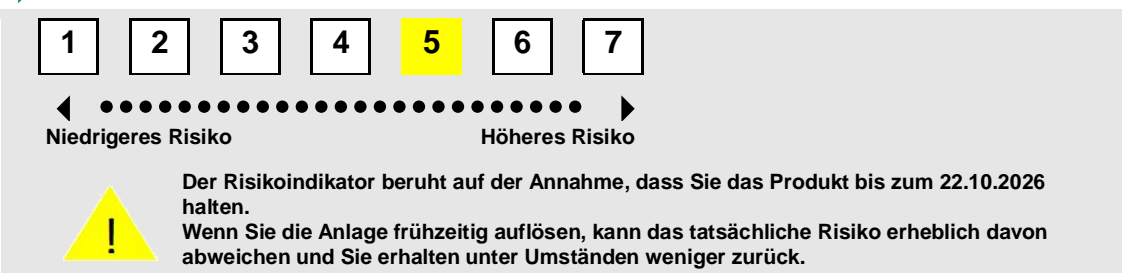 1 2 3 4 5 6 7
Niedrigeres Risiko Höheres Risiko
Der Risikoindikator beruht auf der Annahme, dass Sie das Produkt bis zum 22.10.2026
halten.
Wenn Sie die Anlage frühzeitig auflösen, kann das tatsächliche Risiko erheblich davon
abweichen und Sie erhalten unter Umständen weniger zurück.
!